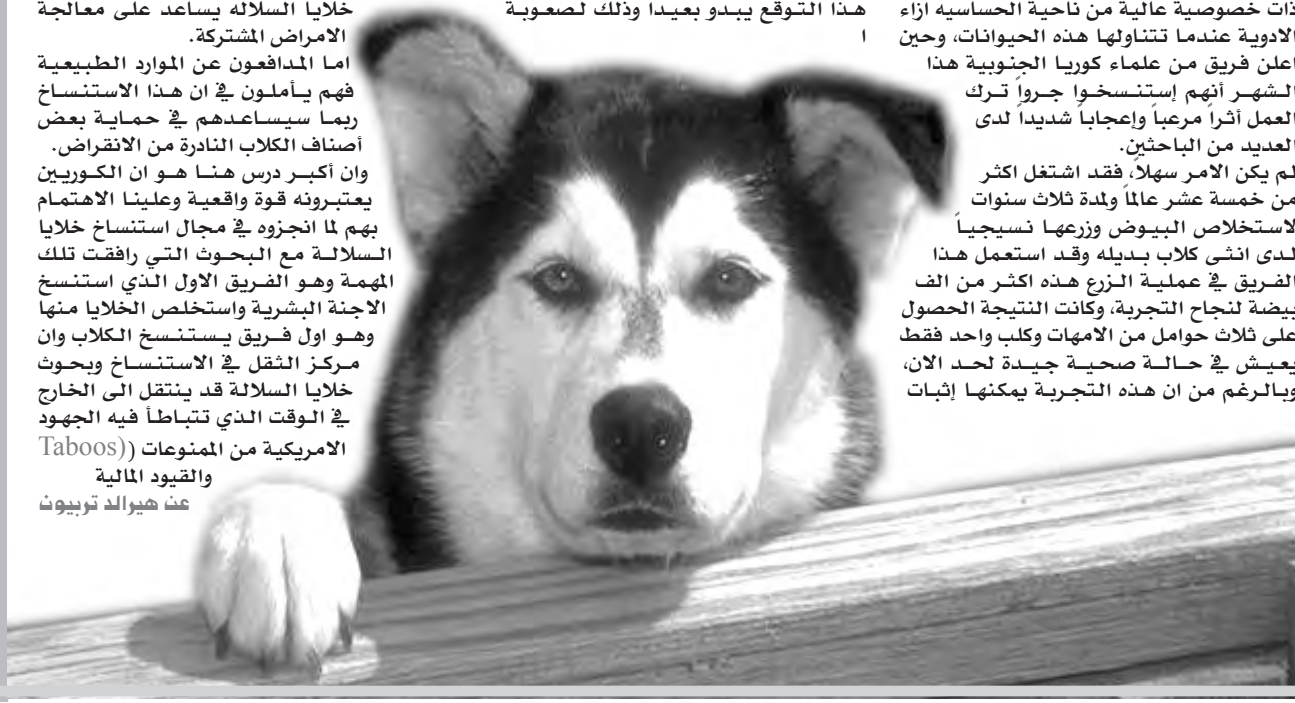 ذات خصوصية عالية من ناحية الحساسيه ازاء
الادوية عندما تتناولها هذه الحيوانات، وحين
اعلن فريق من علماء كوريا الجنوبية هذا
الشهر أنهم إستنسخوا جرواً ترك
العمل أثراً مرعباً وإعجاباً شديداً لدى
العديد من الباحثين.
لم يكن الامر سهلاً، فقد اشتغل اكثر
من خمسة عشر عالماً ولمدة ثلاث سنوات
لاستخلاص البيوض وزرعها نسيجياً
لدى انثى كلاب بديله وقد استعمل هذا
الفريق في عملية الزرع هذه اكثر من الف
بيضة لنجاح التجربة، وكانت النتيجة الحصول
على ثلاث حوامل من الامهات وكلب واحد فقط
يعيش في حالة صحية جيدة لحد الان،
وبالرغم من ان هذه التجربة يمكنها إثبات
هذا التوقع يبدو بعيدا وذلك لصعوبة
ا
خلايا السلاله يساعد على معالجة
الامراض المشتركة.
اما المدافعون عن الموارد الطبيعية
فهم يأملون في ان هذا الاستنساخ
ربما سيساعدهم في حماية بعض
أصناف الكلاب النادرة من الانقراض.
وان أكبر درس هنا هو ان الكوريين
يعتبرونه قوة واقعية وعلينا الاهتمام
بهم لما انجزوه في مجال استنساخ خلايا
السلالة مع البحوث التي رافقت تلك
المهمة وهو الفريق الاول الذي استنسخ
الاجنة البشرية واستخلص الخلايا منها
وهو اول فريق يستنسخ الكلاب وان
مركز الثقل في الاستنساخ وبحوث
خلايا السلالة قد ينتقل الى الخارج
في الوقت الذي تتباطأ فيه الجهود
الامريكية من الممنوعات ((Taboos
والقيود المالية
عن هيرالد تربيون